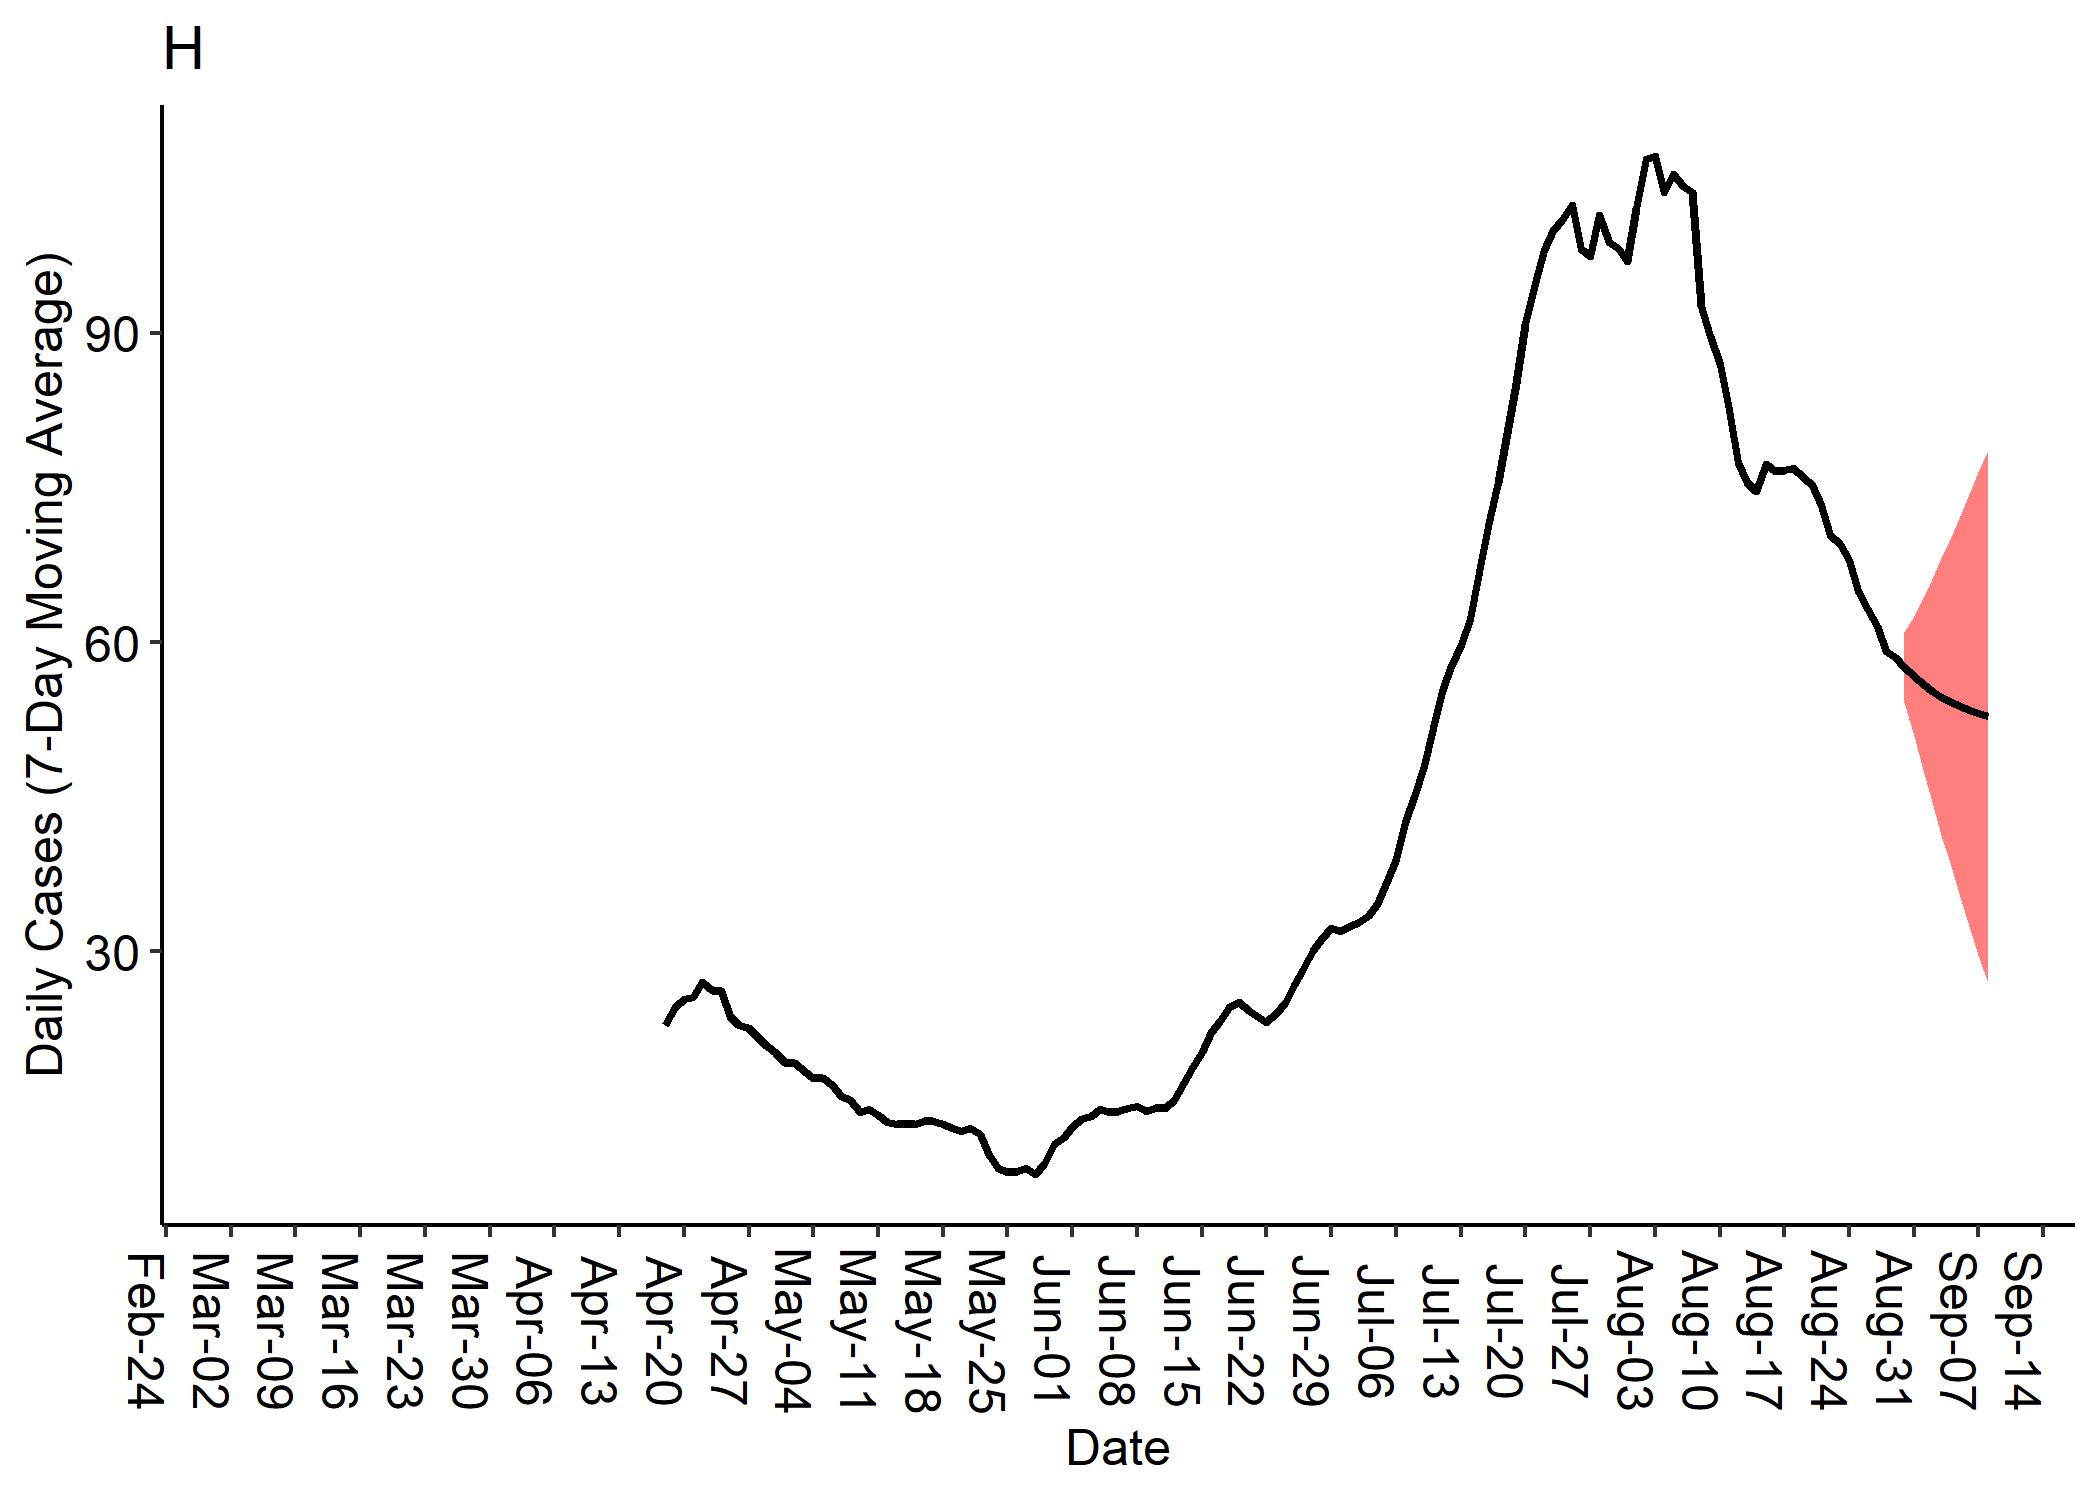 H
Daily Cases (7-Day Moving Average)
90
60
30
Feb-24
Mar-02
Mar-09
Mar-16
Mar-23
Mar-30
Apr-06
Apr-13
Apr-20
Apr-27
May-04
May-11
May-18
May-25
Jun-01
Jun-08
Jun-15
Jun-22
Jun-29
Jul-06
Jul-13
Jul-20
Jul-27
Aug-03
Aug-10
Aug-17
Aug-24
Aug-31
Sep-07
Sep-14
Date